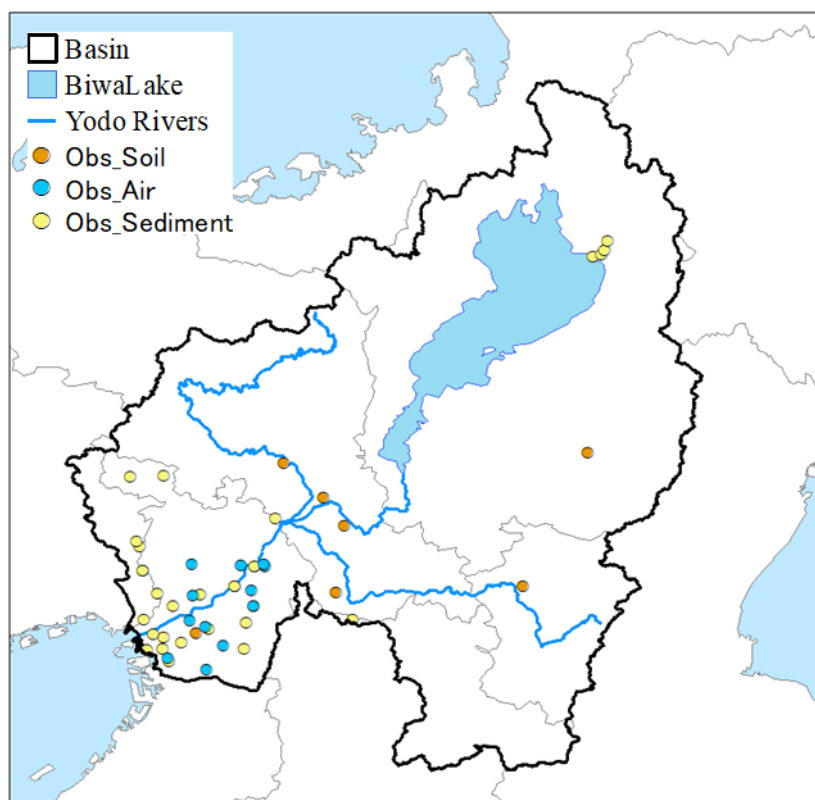 Basin
BiwaLake
Yodo Rivers
Obs_Soil
Obs_Air
Obs_Sediment